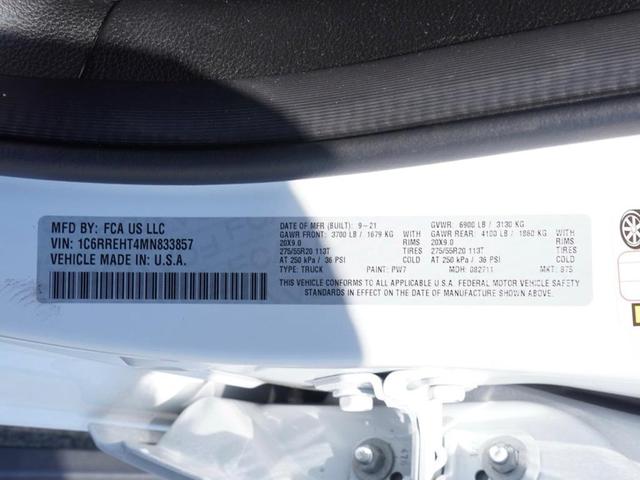 MFD BY: FCA US LLC
VIN: 1C6RREHT4MN833857
VEHICLE MADE IN: U.S.A.
DATE OF MFR (BUILT): 9-21 GVWR: 6900 LB / 3130 KG
GAWR FRONT: 3700 LB / 1679 KG WITH GAWR REAR: 4100 LB / 1860 KG WITH
20X9.0 RIMS 20X9.0 RIMS
275/55R20 113T TIRES 275/55R20 113T TIRES
AT 250 kPa / 36 PSI COLD AT 250 kPa / 36 PSI COLD
TYPE: TRUCK PAINT: PW7 MDH: 082711 MKT: B75
THIS VEHICLE CONFORMS TO ALL APPLICABLE U.S.A. FEDERAL MOTOR VEHICLE SAFETY
STANDARDS IN EFFECT ON THE DATE OF MANUFACTURE SHOWN ABOVE